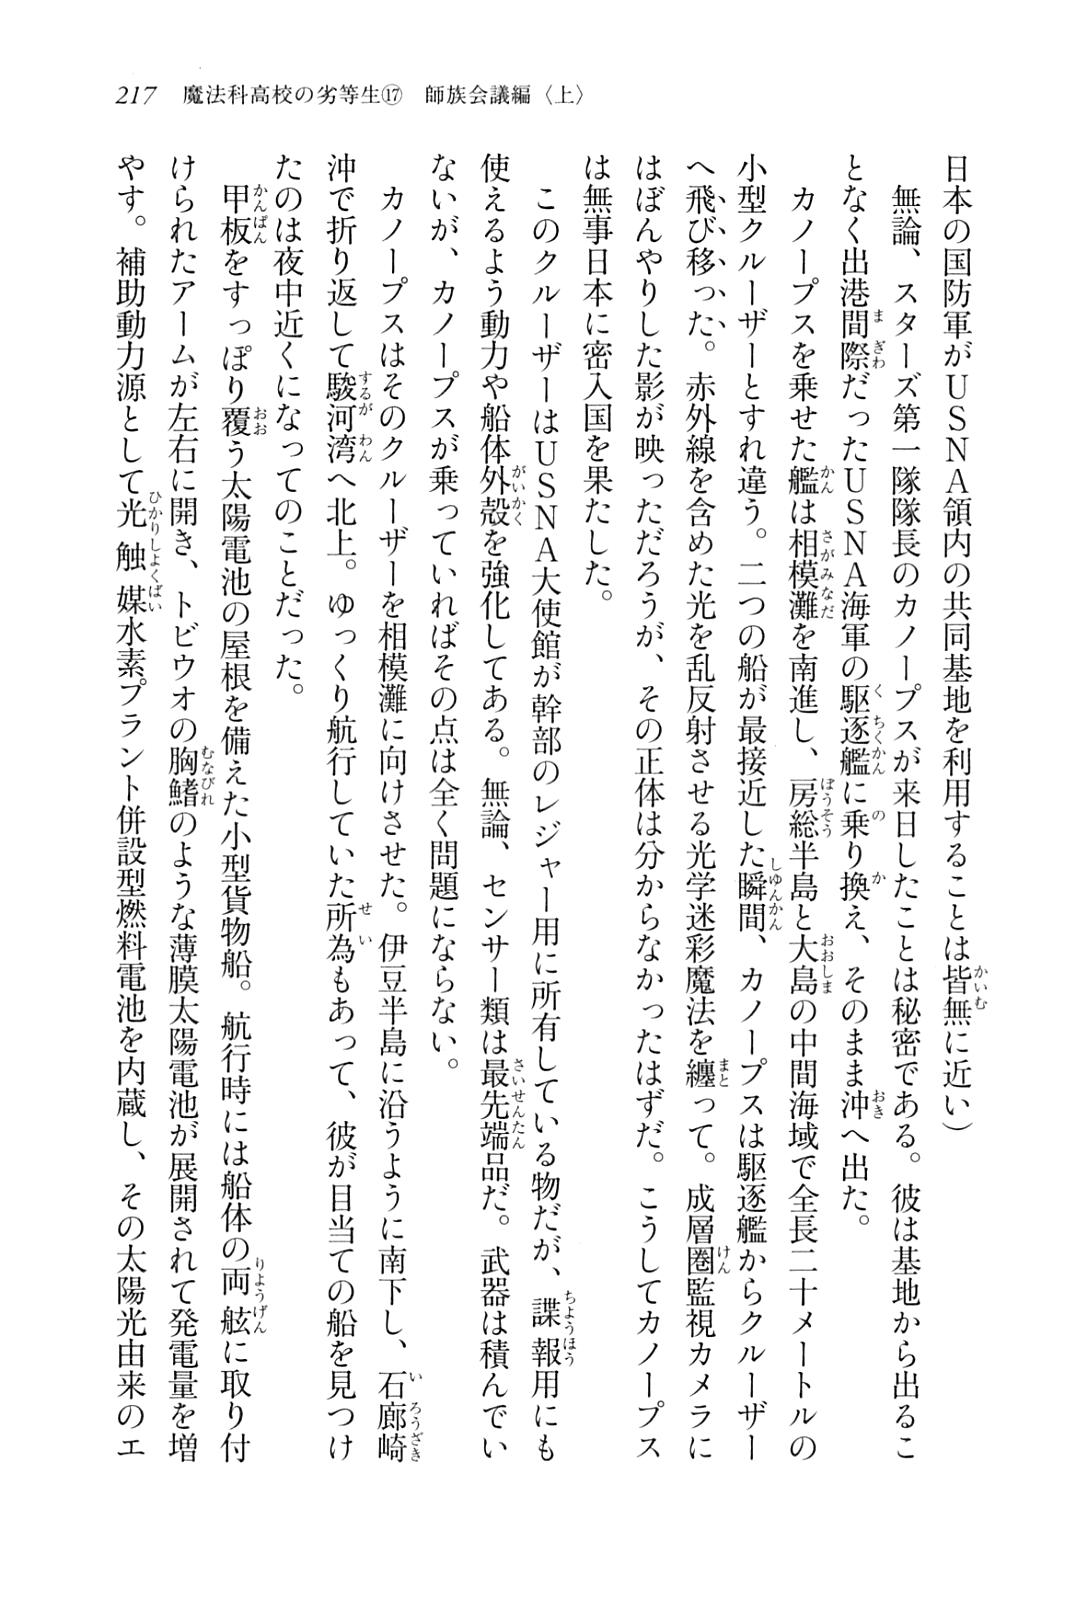 217　魔法科高校の劣等生⑰　師族会議編〈上〉
日本の国防軍がUSNA領内の共同基地を利用することは皆無に近い）
　無論、スターズ第一隊隊長のカノープスが来日したことは秘密である。彼は基地から出るこ
となく出港間際だったUSNA海軍の駆逐艦に乗り換え、そのまま沖へ出た。
　カノープスを乗せた艦は相模灘を南進し、房総半島と大島の中間海域で全長二十メートルの
小型クルーザーとすれ違う。二つの船が最接近した瞬間、カノープスは駆逐艦からクルーザー
へ飛び移った。赤外線を含めた光を乱反射させる光学迷彩魔法を纏って。成層圏監視カメラに
はぼんやりした影が映っただろうが、その正体は分からなかったはずだ。こうしてカノープス
は無事日本に密入国を果たした。
　このクルーザーはUSNA大使館が幹部のレジャー用に所有している物だが、諜報用にも
使えるよう動力や船体外殻を強化してある。無論、センサー類は最先端品だ。武器は積んでい
ないが、カノープスが乗っていればその点は全く問題にならない。
　カノープスはそのクルーザーを相模灘に向けさせた。伊豆半島に沿うように南下し、石廊崎
沖で折り返して駿河湾へ北上。ゆっくり航行していた所為もあって、彼が目当ての船を見つけ
たのは夜中近くになってのことだった。
　甲板をすっぽり覆う太陽電池の屋根を備えた小型貨物船。航行時には船体の両舷に取り付
けられたアームが左右に開き、トビウオの胸鰭のような薄膜太陽電池が展開されて発電量を増
やす。補助動力源として光触媒水素プラント併設型燃料電池を内蔵し、その太陽光由来のエ